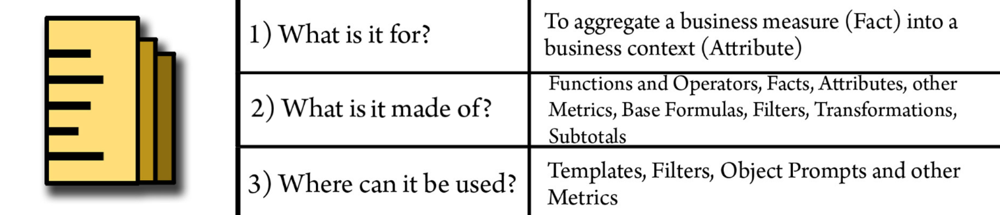 1) What is it for?
To aggregate a business measure (Fact) into a
business context (Attribute)
2) What is it made of?
Functions and Operators, Facts, Attributes, other
Metrics, Base Formulas, Filters, Transformations,
Subtotals
3) Where can it be used?
Templates, Filters, Object Prompts and other
Metrics